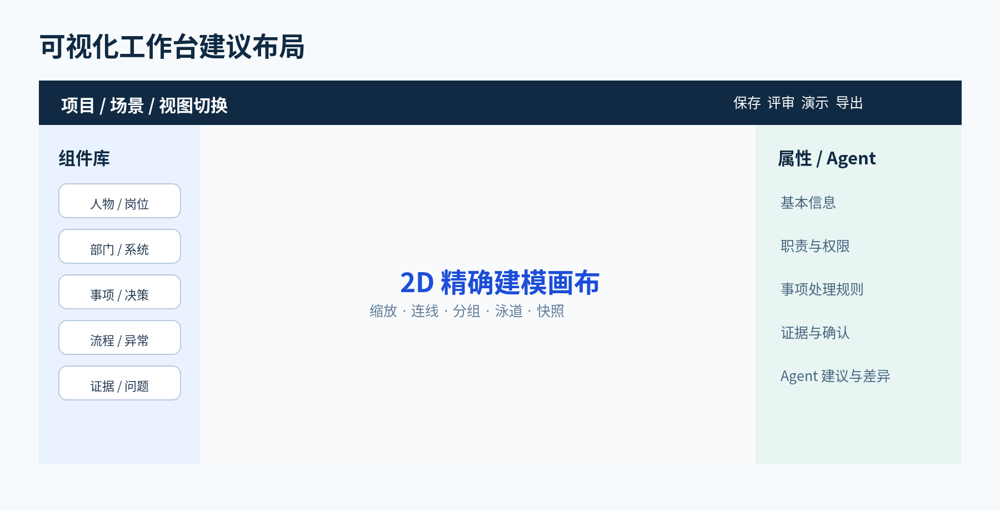 可视化工作台建议布局
项目 / 场景 / 视图切换
保存 评审 演示 导出
组件库
人物 / 岗位
部门 / 系统
事项 / 决策
流程 / 异常
证据 / 问题
2D 精确建模画布
缩放 · 连线 · 分组 · 泳道 · 快照
属性 / Agent
基本信息
职责与权限
事项处理规则
证据与确认
Agent 建议与差异